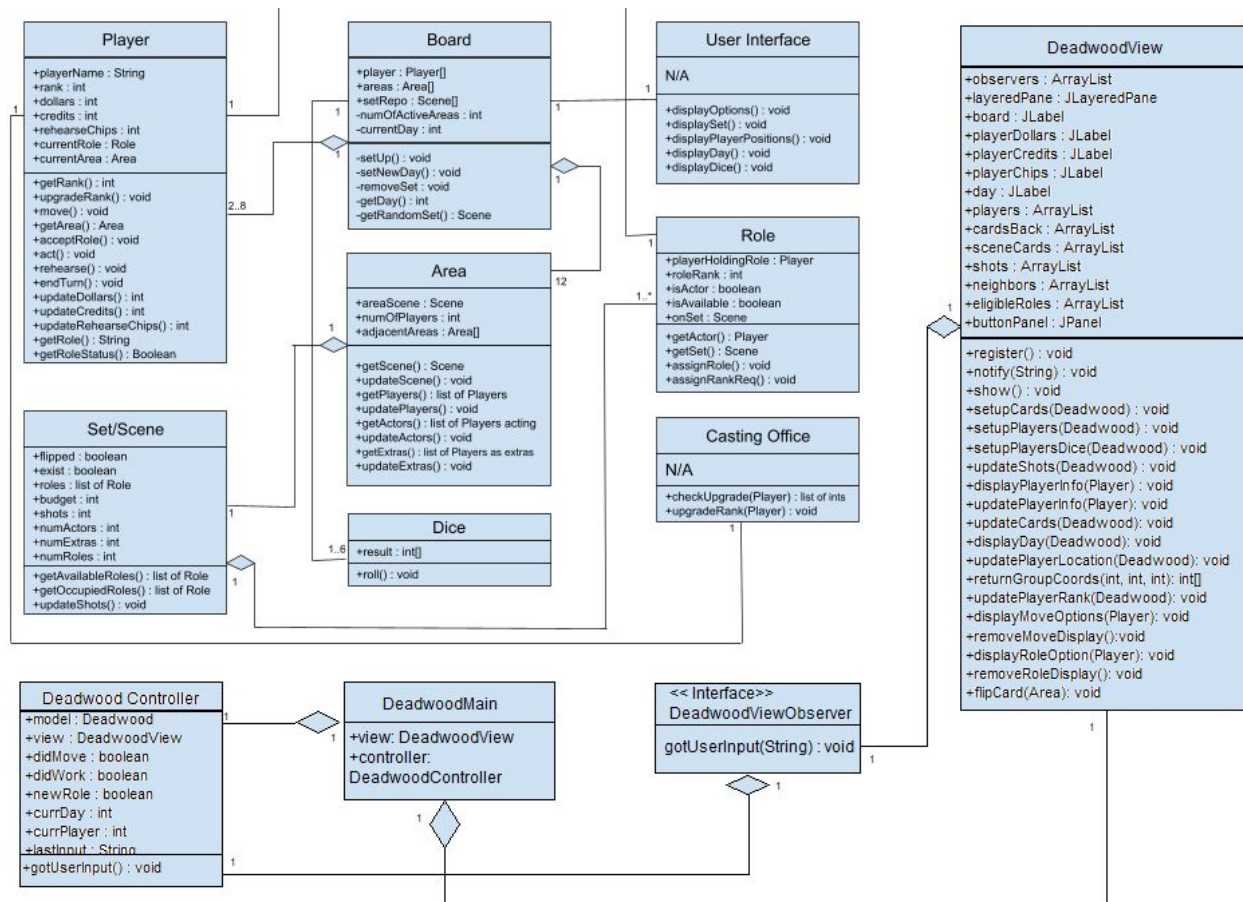 Player
+playerName : String
+rank : int
+dollars : int
+credits : int
+rehearseChips : int
+currentRole : Role
+currentArea : Area
+getRank() : int
+upgradeRank() : void
+move() : void
+getArea() : Area
+acceptRole() : void
+act() : void
+rehearse() : void
+endTurn() : void
+updateDollars() : int
+updateCredits() : int
+updateRehearseChips() : int
+getRole() : String
+getRoleStatus() : Boolean
1
1
2..8
Board
+player : Player[]
+areas : Area[]
+setRepo : Scene[]
-numOfActiveAreas : int
-currentDay : int
-setUp() : void
-setNewDay() : void
-removeSet : void
-getDay() : int
-getRandomSet() : Scene
1
1
1
1
User Interface
N/A
+displayOptions() : void
+displaySet() : void
+displayPlayerPositions() : void
+displayDay() : void
+displayDice() : void
1
Area
+areaScene : Scene
+numOfPlayers : int
+adjacentAreas : Area[]
+getScene() : Scene
+updateScene() : void
+getPlayers() : list of Players
+updatePlayers() : void
+getActors() : list of Players acting
+updateActors() : void
+getExtras() : list of Players as extras
+updateExtras() : void
12
1
Role
+playerHoldingRole : Player
+roleRank : int
+isActor : boolean
+isAvailable : boolean
+onSet : Scene
+getActor() : Player
+getSet() : Scene
+assignRole() : void
+assignRankReq() : void
1
1..*
Set/Scene
+flipped : boolean
+exist : boolean
+roles : list of Role
+budget : int
+shots : int
+numActors : int
+numExtras : int
+numRoles : int
+getAvailableRoles() : list of Role
+getOccupiedRoles() : list of Role
+updateShots() : void
1
1
Dice
+result : int[]
+roll() : void
1..6
Casting Office
N/A
+checkUpgrade(Player) : list of ints
+upgradeRank(Player) : void
1
DeadwoodView
+observers : ArrayList
+layeredPane : JLayeredPane
+board : JLabel
+playerDollars : JLabel
+playerCredits : JLabel
+playerChips : JLabel
+day : JLabel
+players : ArrayList
+cardsBack : ArrayList
+sceneCards : ArrayList
+shots : ArrayList
+neighbors : ArrayList
+eligibleRoles : ArrayList
+buttonPanel : JPanel
+register() : void
+notify(String) : void
+show() : void
+setupCards(Deadwood) : void
+setupPlayers(Deadwood) : void
+setupPlayersDice(Deadwood) : void
+updateShots(Deadwood) : void
+displayPlayerInfo(Player) : void
+updatePlayerInfo(Player) : void
+updateCards(Deadwood) : void
+displayDay(Deadwood) : void
+updatePlayerLocation(Deadwood) : void
+returnGroupCoords(int, int, int): int[]
+updatePlayerRank(Deadwood) : void
+displayMoveOptions(Player): void
+removeMoveDisplay():void
+displayRoleOption(Player): void
+removeRoleDisplay(): void
+flipCard(Area): void
1
1
Deadwood Controller
+model : Deadwood
+view : DeadwoodView
+didMove : boolean
+didWork : boolean
+newRole : boolean
+currDay : int
+currPlayer : int
+lastInput : String
+gotUserInput() : void
1
1
DeadwoodMain
+view: DeadwoodView
+controller:
DeadwoodController
1
1
<< Interface>>
DeadwoodViewObserver
gotUserInput(String) : void
1
1